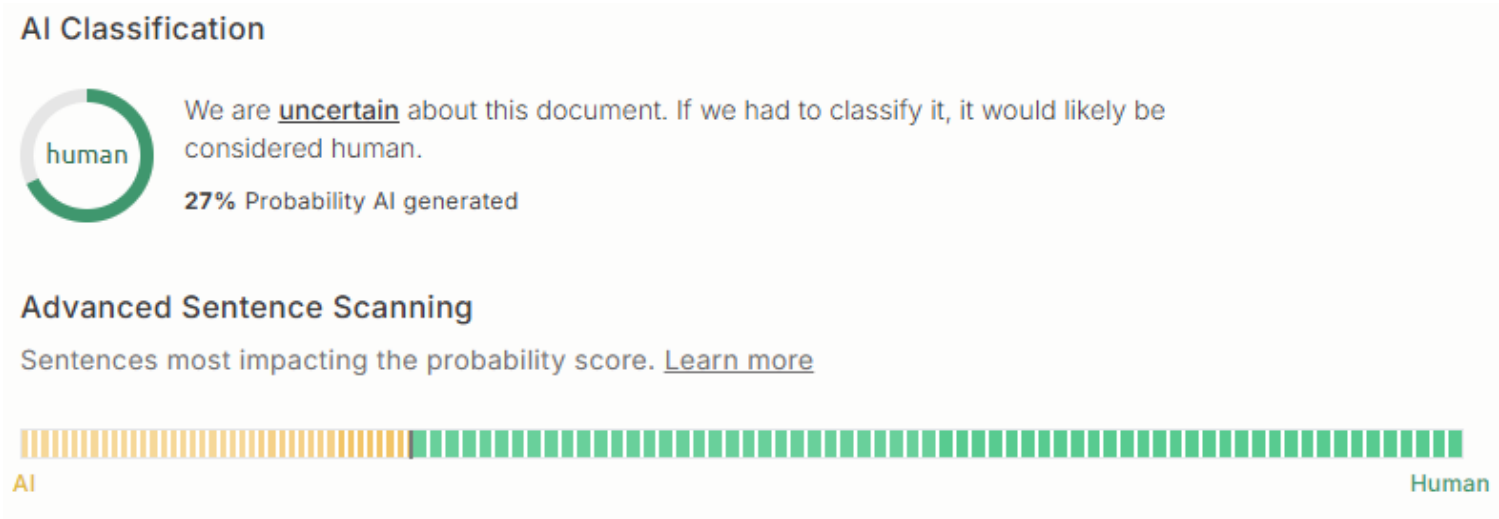 AI Classification
human
We are uncertain about this document. If we had to classify it, it would likely be
considered human.
27% Probability AI generated
Advanced Sentence Scanning
Sentences most impacting the probability score. Learn more
AI
Human